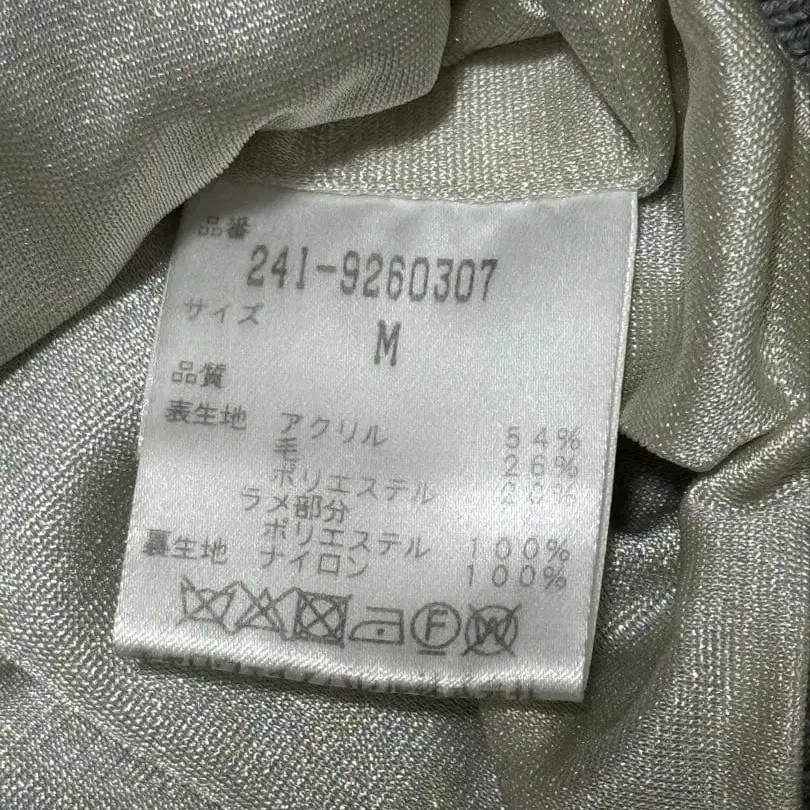 品番
241-9260307
サイズ
M
品質
表生地 アクリル 54%
毛 26%
ポリエステル 20%
ラメ部分
ポリエステル 100%
裏生地 ナイロン 100%
F W